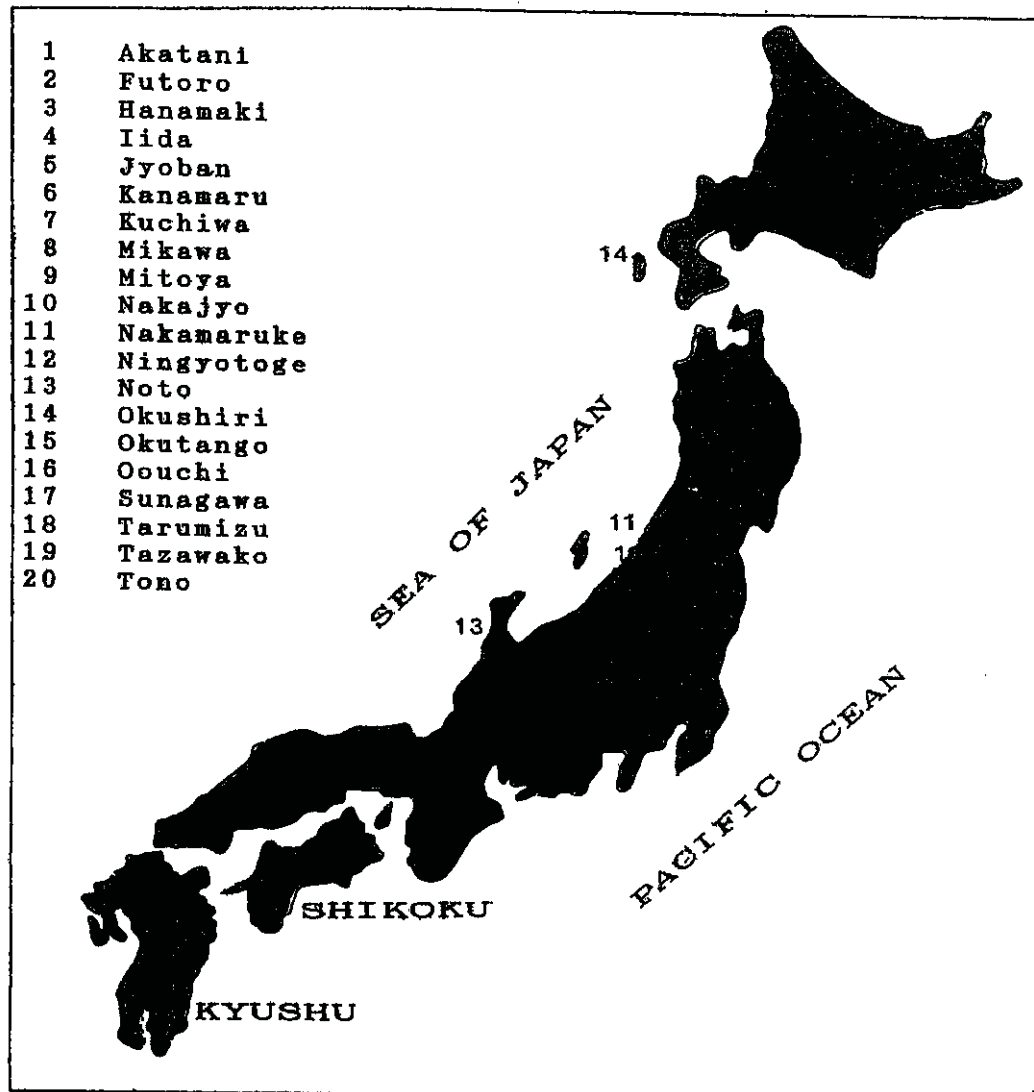 1 Akatani
2 Futoro
3 Hanamaki
4 Iida
5 Jyoban
6 Kanamaru
7 Kuchiwa
8 Mikawa
9 Mitoya
10 Nakajyo
11 Nakamaruke
12 Ningyotoge
13 Noto
14 Okushiri
15 Okutango
16 Oouchi
17 Sunagawa
18 Tarumizu
19 Tazawako
20 Tono
14
SEA OF JAPAN
11
13
PACIFIC OCEAN
SHIKOKU
KYUSHU